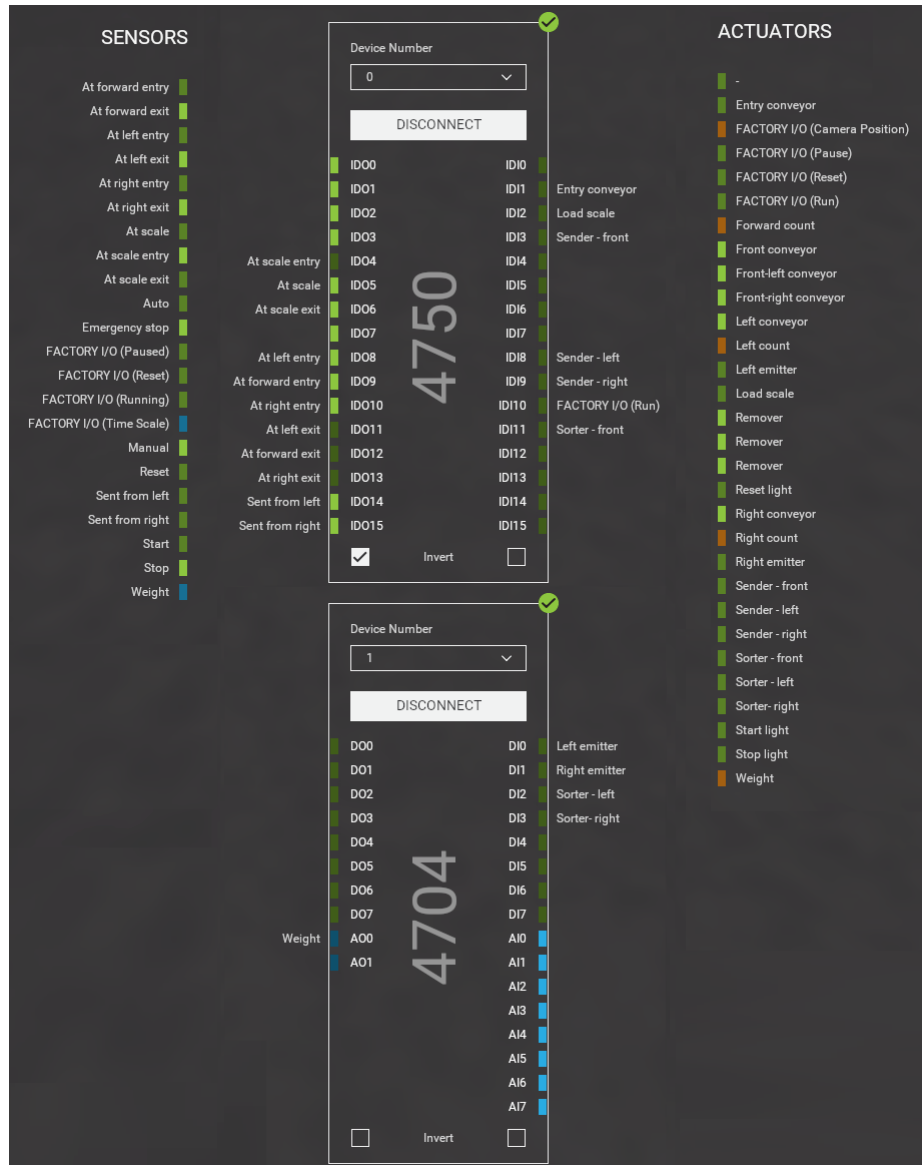 SENSORS
At forward entry
At forward exit
At left entry
At left exit
At right entry
At right exit
At scale
At scale entry
At scale exit
Auto
Emergency stop
FACTORY I/O (Paused)
FACTORY I/O (Reset)
FACTORY I/O (Running)
FACTORY I/O (Time Scale)
Manual
Reset
Sent from left
Sent from right
Start
Stop
Weight
Device Number
0
DISCONNECT
IDO0 IDI0
IDO1 IDI1 Entry conveyor
IDO2 IDI2 Load scale
IDO3 IDI3 Sender - front
At scale entry IDO4 IDI4
At scale IDO5 IDI5
At scale exit IDO6 IDI6
IDO7 IDI7
At left entry IDO8 IDI8 Sender - left
At forward entry IDO9 IDI9 Sender - right
At right entry IDO10 IDI10 FACTORY I/O (Run)
At left exit IDO11 IDI11 Sorter - front
At forward exit IDO12 IDI12
At right exit IDO13 IDI13
Sent from left IDO14 IDI14
Sent from right IDO15 IDI15
4750
Invert
Device Number
1
DISCONNECT
DO0 DI0 Left emitter
DO1 DI1 Right emitter
DO2 DI2 Sorter - left
DO3 DI3 Sorter- right
DO4 DI4
DO5 DI5
DO6 DI6
DO7 DI7
Weight AO0 AI0
AO1 AI1
AI2
AI3
AI4
AI5
AI6
AI7
4704
Invert
ACTUATORS
-
Entry conveyor
FACTORY I/O (Camera Position)
FACTORY I/O (Pause)
FACTORY I/O (Reset)
FACTORY I/O (Run)
Forward count
Front conveyor
Front-left conveyor
Front-right conveyor
Left conveyor
Left count
Left emitter
Load scale
Remover
Remover
Remover
Reset light
Right conveyor
Right count
Right emitter
Sender - front
Sender - left
Sender - right
Sorter - front
Sorter - left
Sorter- right
Start light
Stop light
Weight